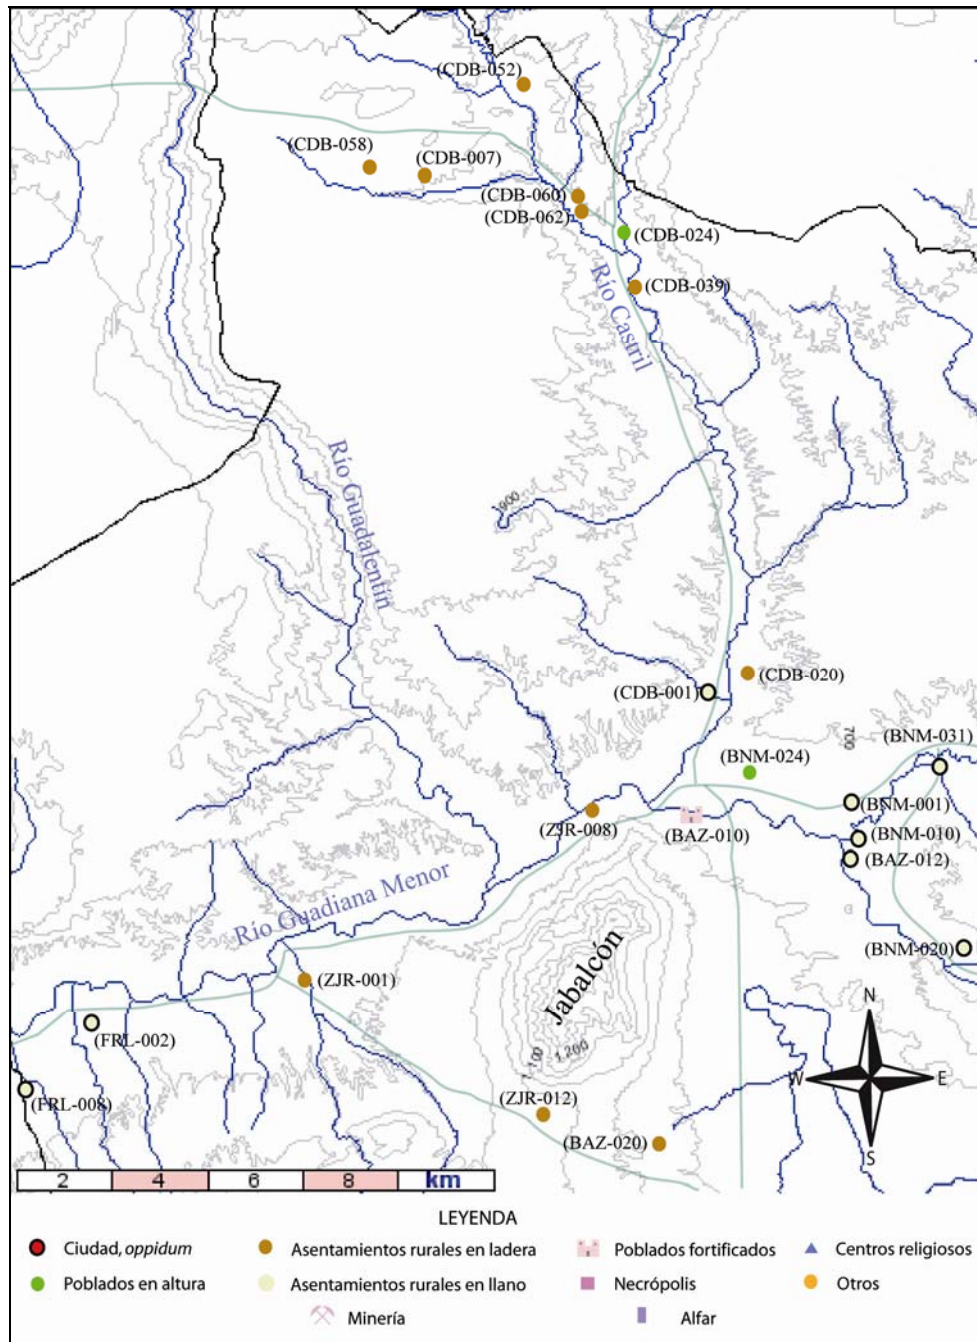 (CDB-052)
(CDB-058)
(CDB-007)
(CDB-060)
(CDB-062)
(CDB-024)
(CDB-039)
Río Castril
Río Guadalentín
900
(CDB-020)
(CDB-001)
700
(BNM-031)
(BNM-024)
(BNM-001)
(ZJR-008)
(BAZ-010)
(BNM-010)
(BAZ-012)
Río Guadiana Menor
Jabalcón
(BNM-020)
(ZJR-001)
(FRL-002)
N
W
E
S
1.100
1.200
(FRL-008)
(ZJR-012)
(BAZ-020)
2 4 6 8 km
LEYENDA
Ciudad, oppidum
Asentamientos rurales en ladera
Poblados fortificados
Centros religiosos
Poblados en altura
Asentamientos rurales en llano
Necrópolis
Otros
Minería
Alfar